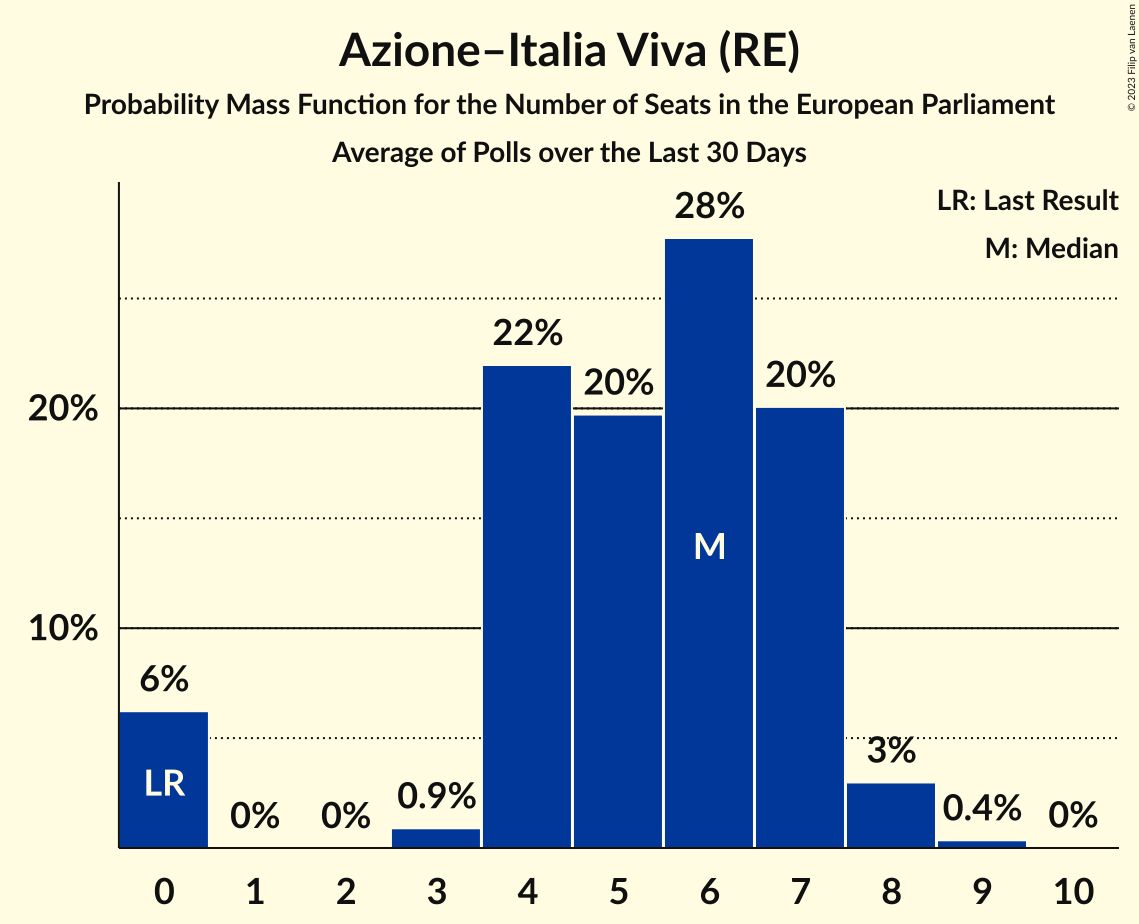 Azione–Italia Viva (RE)
Probability Mass Function for the Number of Seats in the European Parliament
Average of Polls over the Last 30 Days
© 2023 Filip van Laenen
LR: Last Result
M: Median
28%
22%
20%
20%
20%
M
10%
6%
3%
LR
0%
0%
0.9%
0.4%
0%
0 1 2 3 4 5 6 7 8 9 10